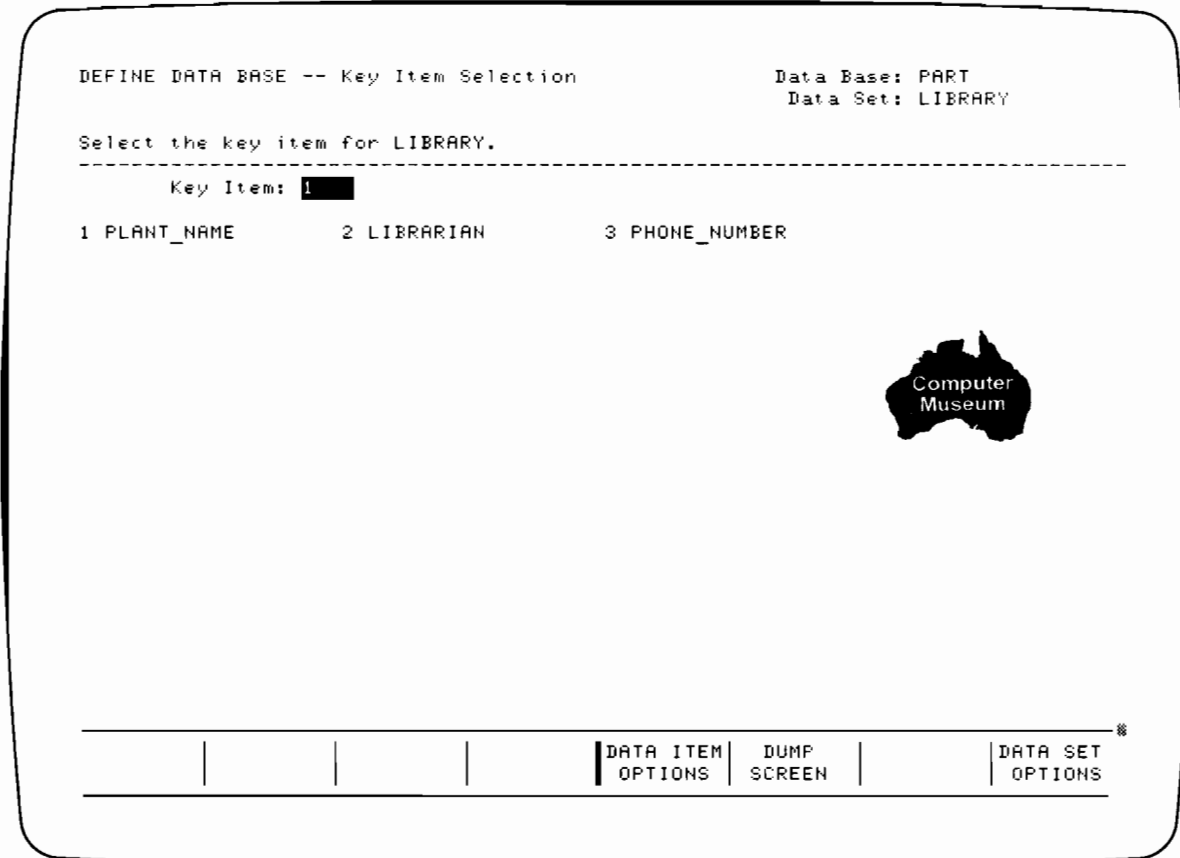 DEFINE DATA BASE -- Key Item Selection Data Base: PART
Data Set: LIBRARY
Select the key item for LIBRARY.
Key Item: 1
1 PLANT_NAME 2 LIBRARIAN 3 PHONE_NUMBER
Computer
Museum
DATA ITEM DUMP DATA SET
OPTIONS SCREEN OPTIONS